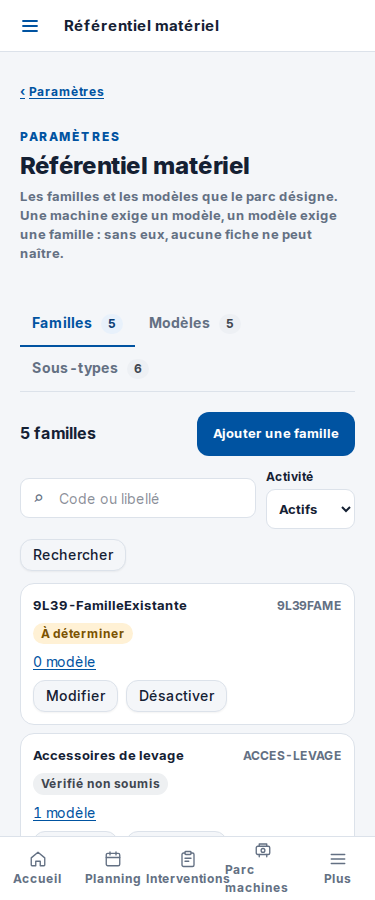 Référentiel matériel
‹ Paramètres
PARAMÈTRES
Référentiel matériel
Les familles et les modèles que le parc désigne.
Une machine exige un modèle, un modèle exige
une famille : sans eux, aucune fiche ne peut
naître.
Familles 5 Modèles 5
Sous-types 6
5 familles Ajouter une famille
Activité
Code ou libellé Actifs
Rechercher
9L39-FamilleExistante 9L39FAME
À déterminer
0 modèle
Modifier Désactiver
Accessoires de levage ACCES-LEVAGE
Vérifié non soumis
1 modèle
Accueil Planning Interventions Parc machines Plus